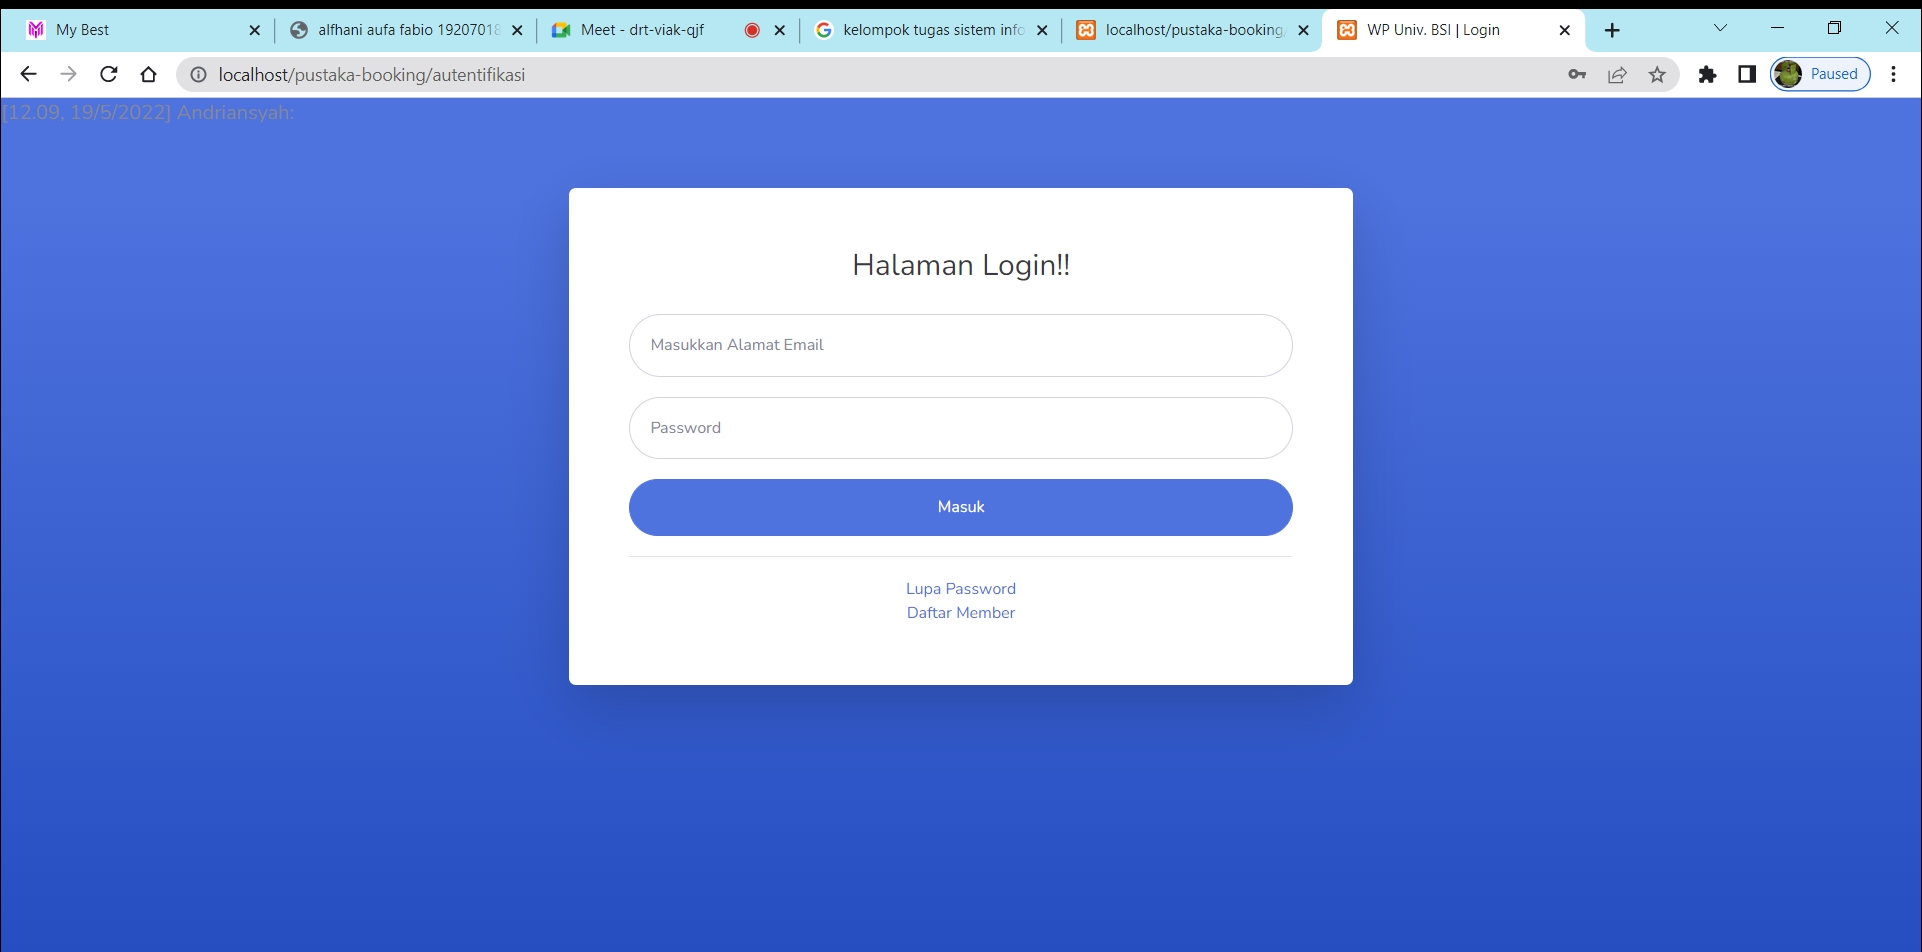 My Best
alfhani aufa fabio 19207018
Meet - drt-viak-qjf
kelompok tugas sistem info
localhost/pustaka-booking
WP Univ. BSI | Login
localhost/pustaka-booking/autentifikasi
Paused
[12.09, 19/5/2022] Andriansyah:
Halaman Login!!
Masukkan Alamat Email
Password
Masuk
Lupa Password
Daftar Member